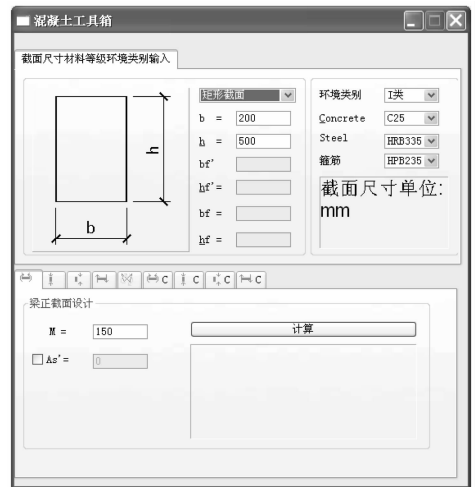 混凝土工具箱
截面尺寸材料等级环境类别输入
矩形截面
b = 200
h = 500
bf' =
hf' =
bf =
hf =
h
b
环境类别 I类
Concrete C25
Steel HRB335
箍筋 HPB235
截面尺寸单位:
mm
C C C C
梁正截面设计
M = 150
计算
As' = 0